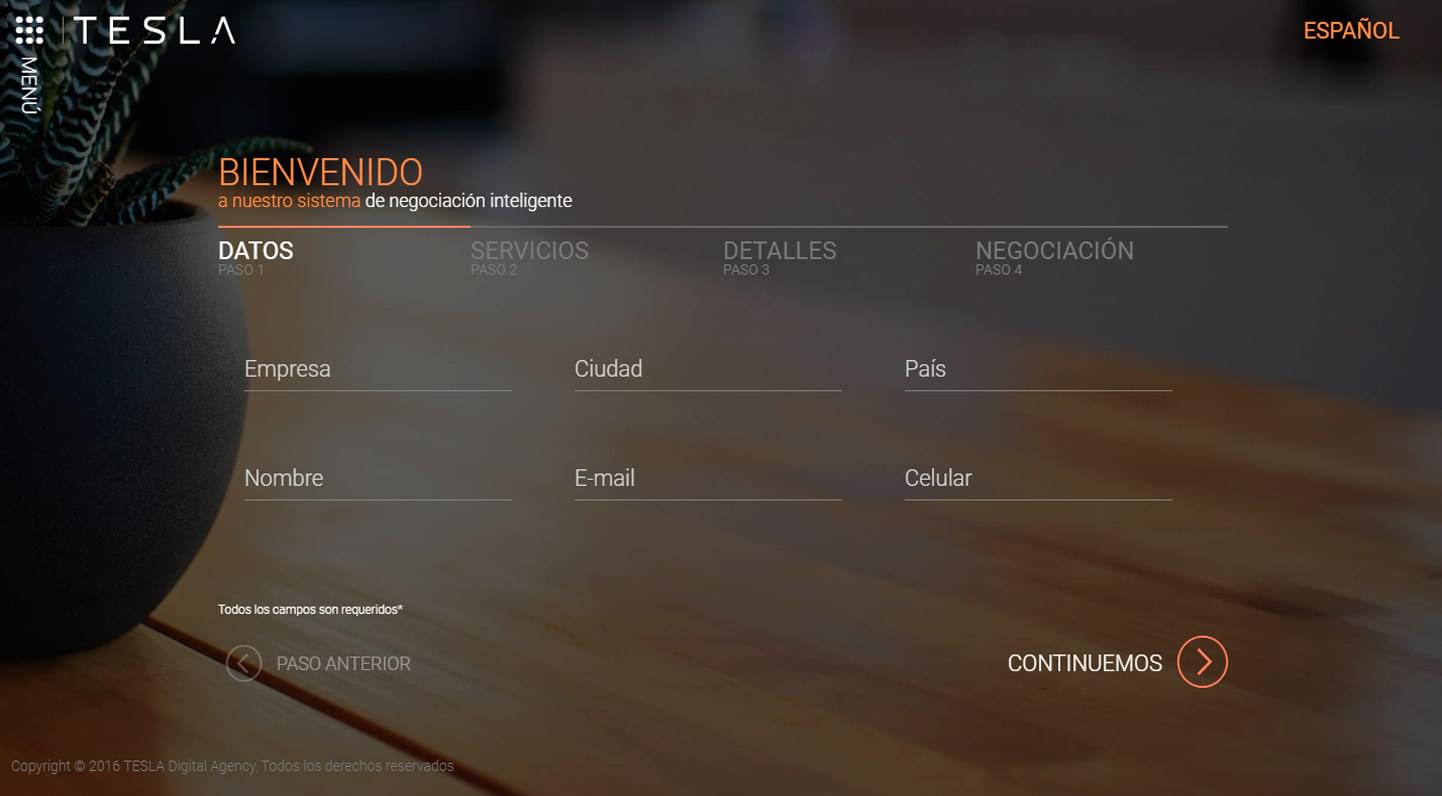 TESLA
ESPAÑOL
MENÚ
BIENVENIDO
a nuestro sistema de negociación inteligente
DATOS SERVICIOS DETALLES NEGOCIACIÓN
PASO 1 PASO 2 PASO 3 PASO 4
Empresa Ciudad País
Nombre E-mail Celular
Todos los campos son requeridos*
PASO ANTERIOR CONTINUEMOS
Copyright © 2016 TESLA Digital Agency, Todos los derechos reservados